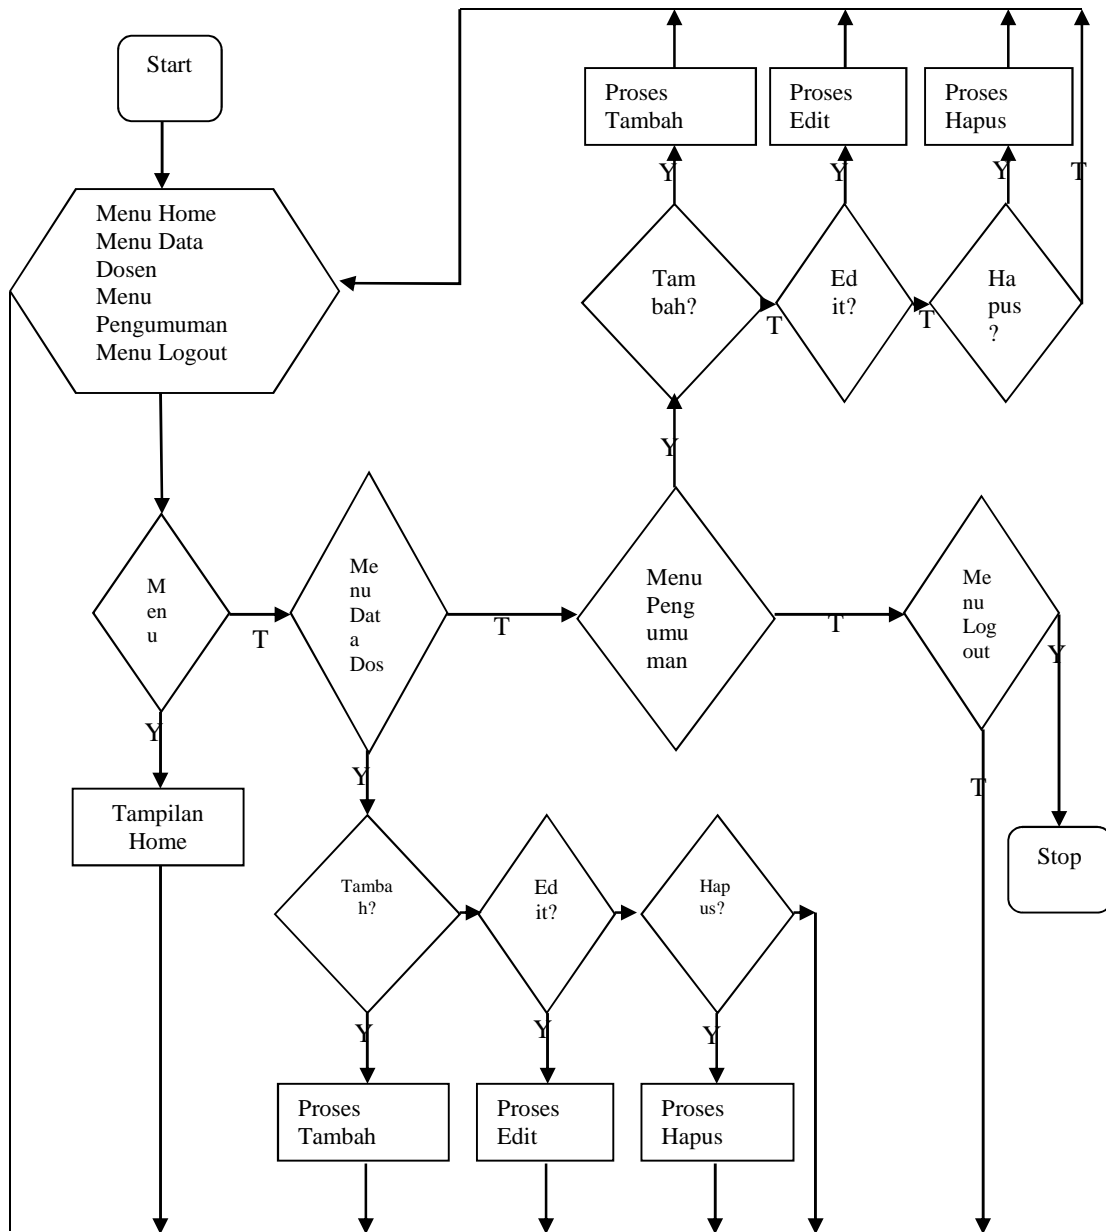 Start
Proses
Tambah
Proses
Edit
Proses
Hapus
Y
Y
Y
T
Menu Home
Menu Data
Dosen
Menu
Pengumuman
Menu Logout
Tam
bah?
T
Ed
it?
T
Ha
pus
?
Y
M
en
u
T
Me
nu
Dat
a
Dos
T
Menu
Peng
umu
man
T
Me
nu
Log
out
Y
Y
Y
T
Tampilan
Home
Stop
Tamba
h?
Ed
it?
Hap
us?
Y
Y
Y
Proses
Tambah
Proses
Edit
Proses
Hapus